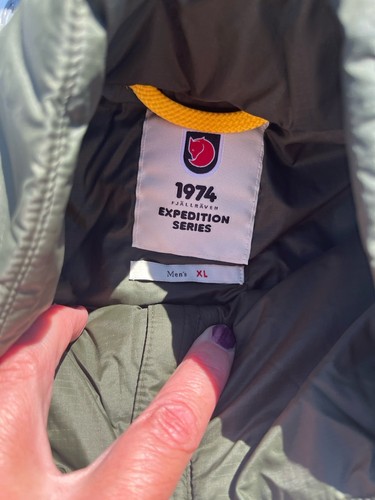 1974
FJÄLLRÄVEN
EXPEDITION
SERIES
Men's XL